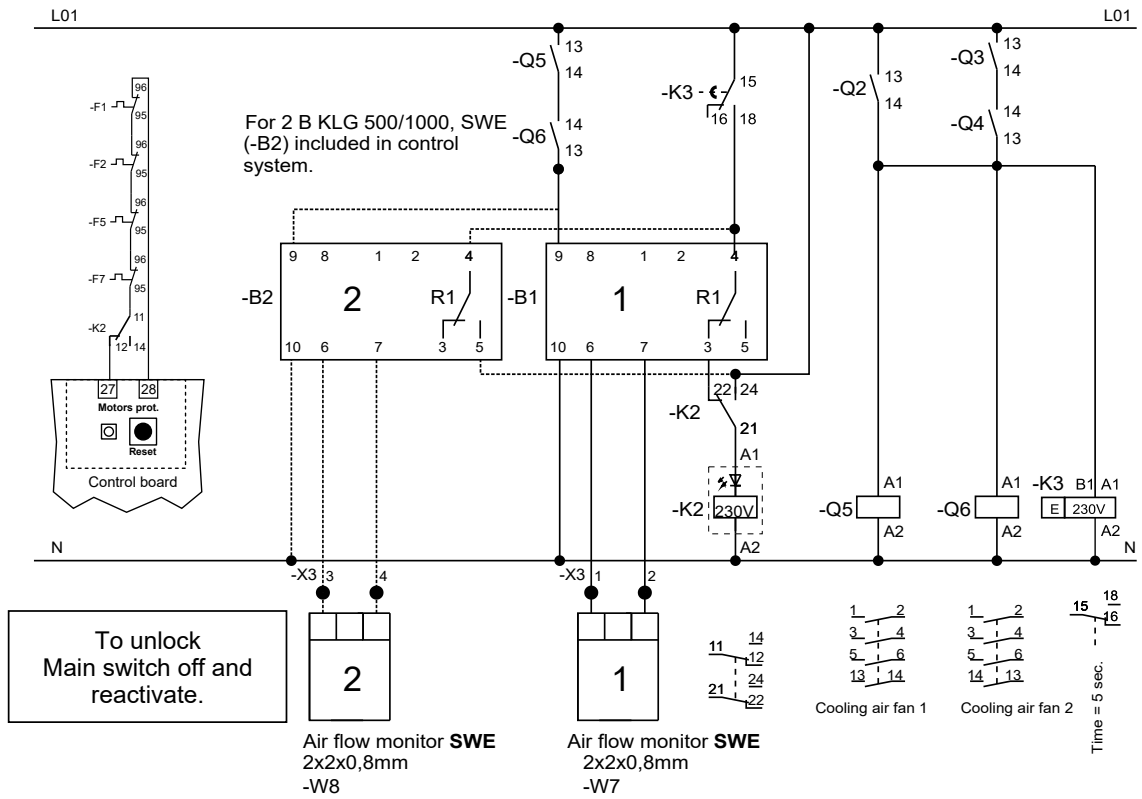 L01 L01
13
-Q5
14
14
-Q6
13
15
-K3
16 18
13
-Q2
14
13
-Q3
14
14
-Q4
13
96
-F1
95
96
-F2
95
96
-F5
95
96
-F7
95
11
-K2
12 14
27 28
Motors prot.
Reset
Control board
For 2 B KLG 500/1000, SWE
(-B2) included in control
system.
9 8 1 2 4
-B2 2 R1
3 5
10 6 7
9 8 1 2 4
-B1 1 R1
3 5
10 6 7
22 24
-K2
21
A1
-K2 230V
A2
A1
-Q5
A2
A1
-Q6
A2
-K3 B1 A1
E 230V
A2
N N
-X3 3 4
-X3 1 2
To unlock
Main switch off and
reactivate.
2
1
Air flow monitor SWE
2x2x0,8mm
-W8
Air flow monitor SWE
2x2x0,8mm
-W7
14
11 12
24
21 22
1 2
3 4
5 6
13 14
Cooling air fan 1
1 2
3 4
5 6
14 13
Cooling air fan 2
18
15 16
Time = 5 sec.